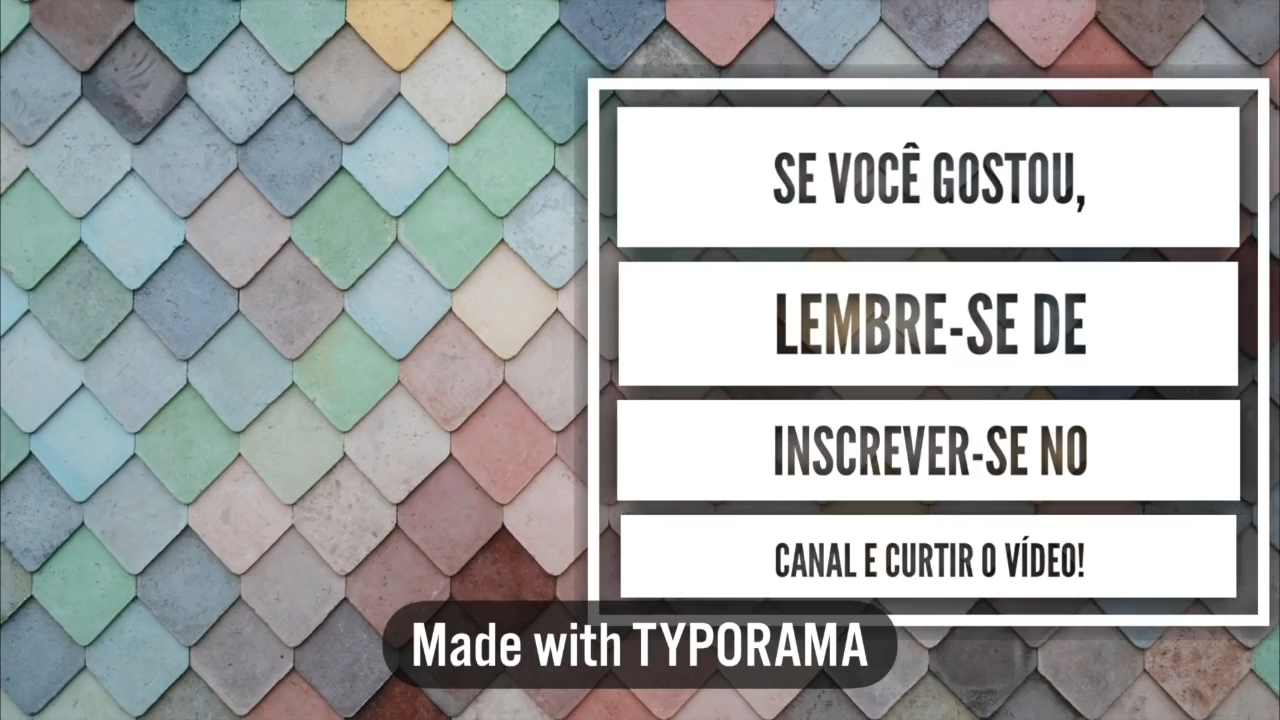 SE VOCÊ GOSTOU,
LEMBRE-SE DE
INSCREVER-SE NO
CANAL E CURTIR O VÍDEO!
Made with TYPORAMA